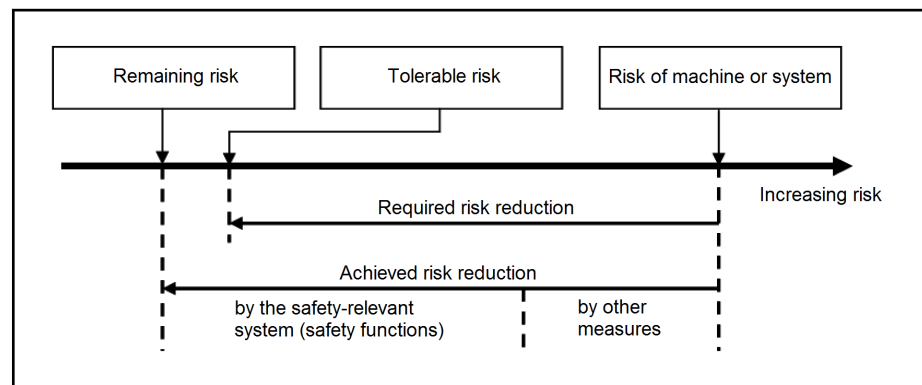 Remaining risk
Tolerable risk
Risk of machine or system
Increasing risk
Required risk reduction
Achieved risk reduction
by the safety-relevant
system (safety functions)
by other
measures